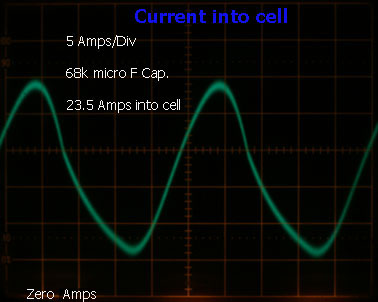 Current into cell
5 Amps/Div
68k micro F Cap.
23.5 Amps into cell
Zero Amps